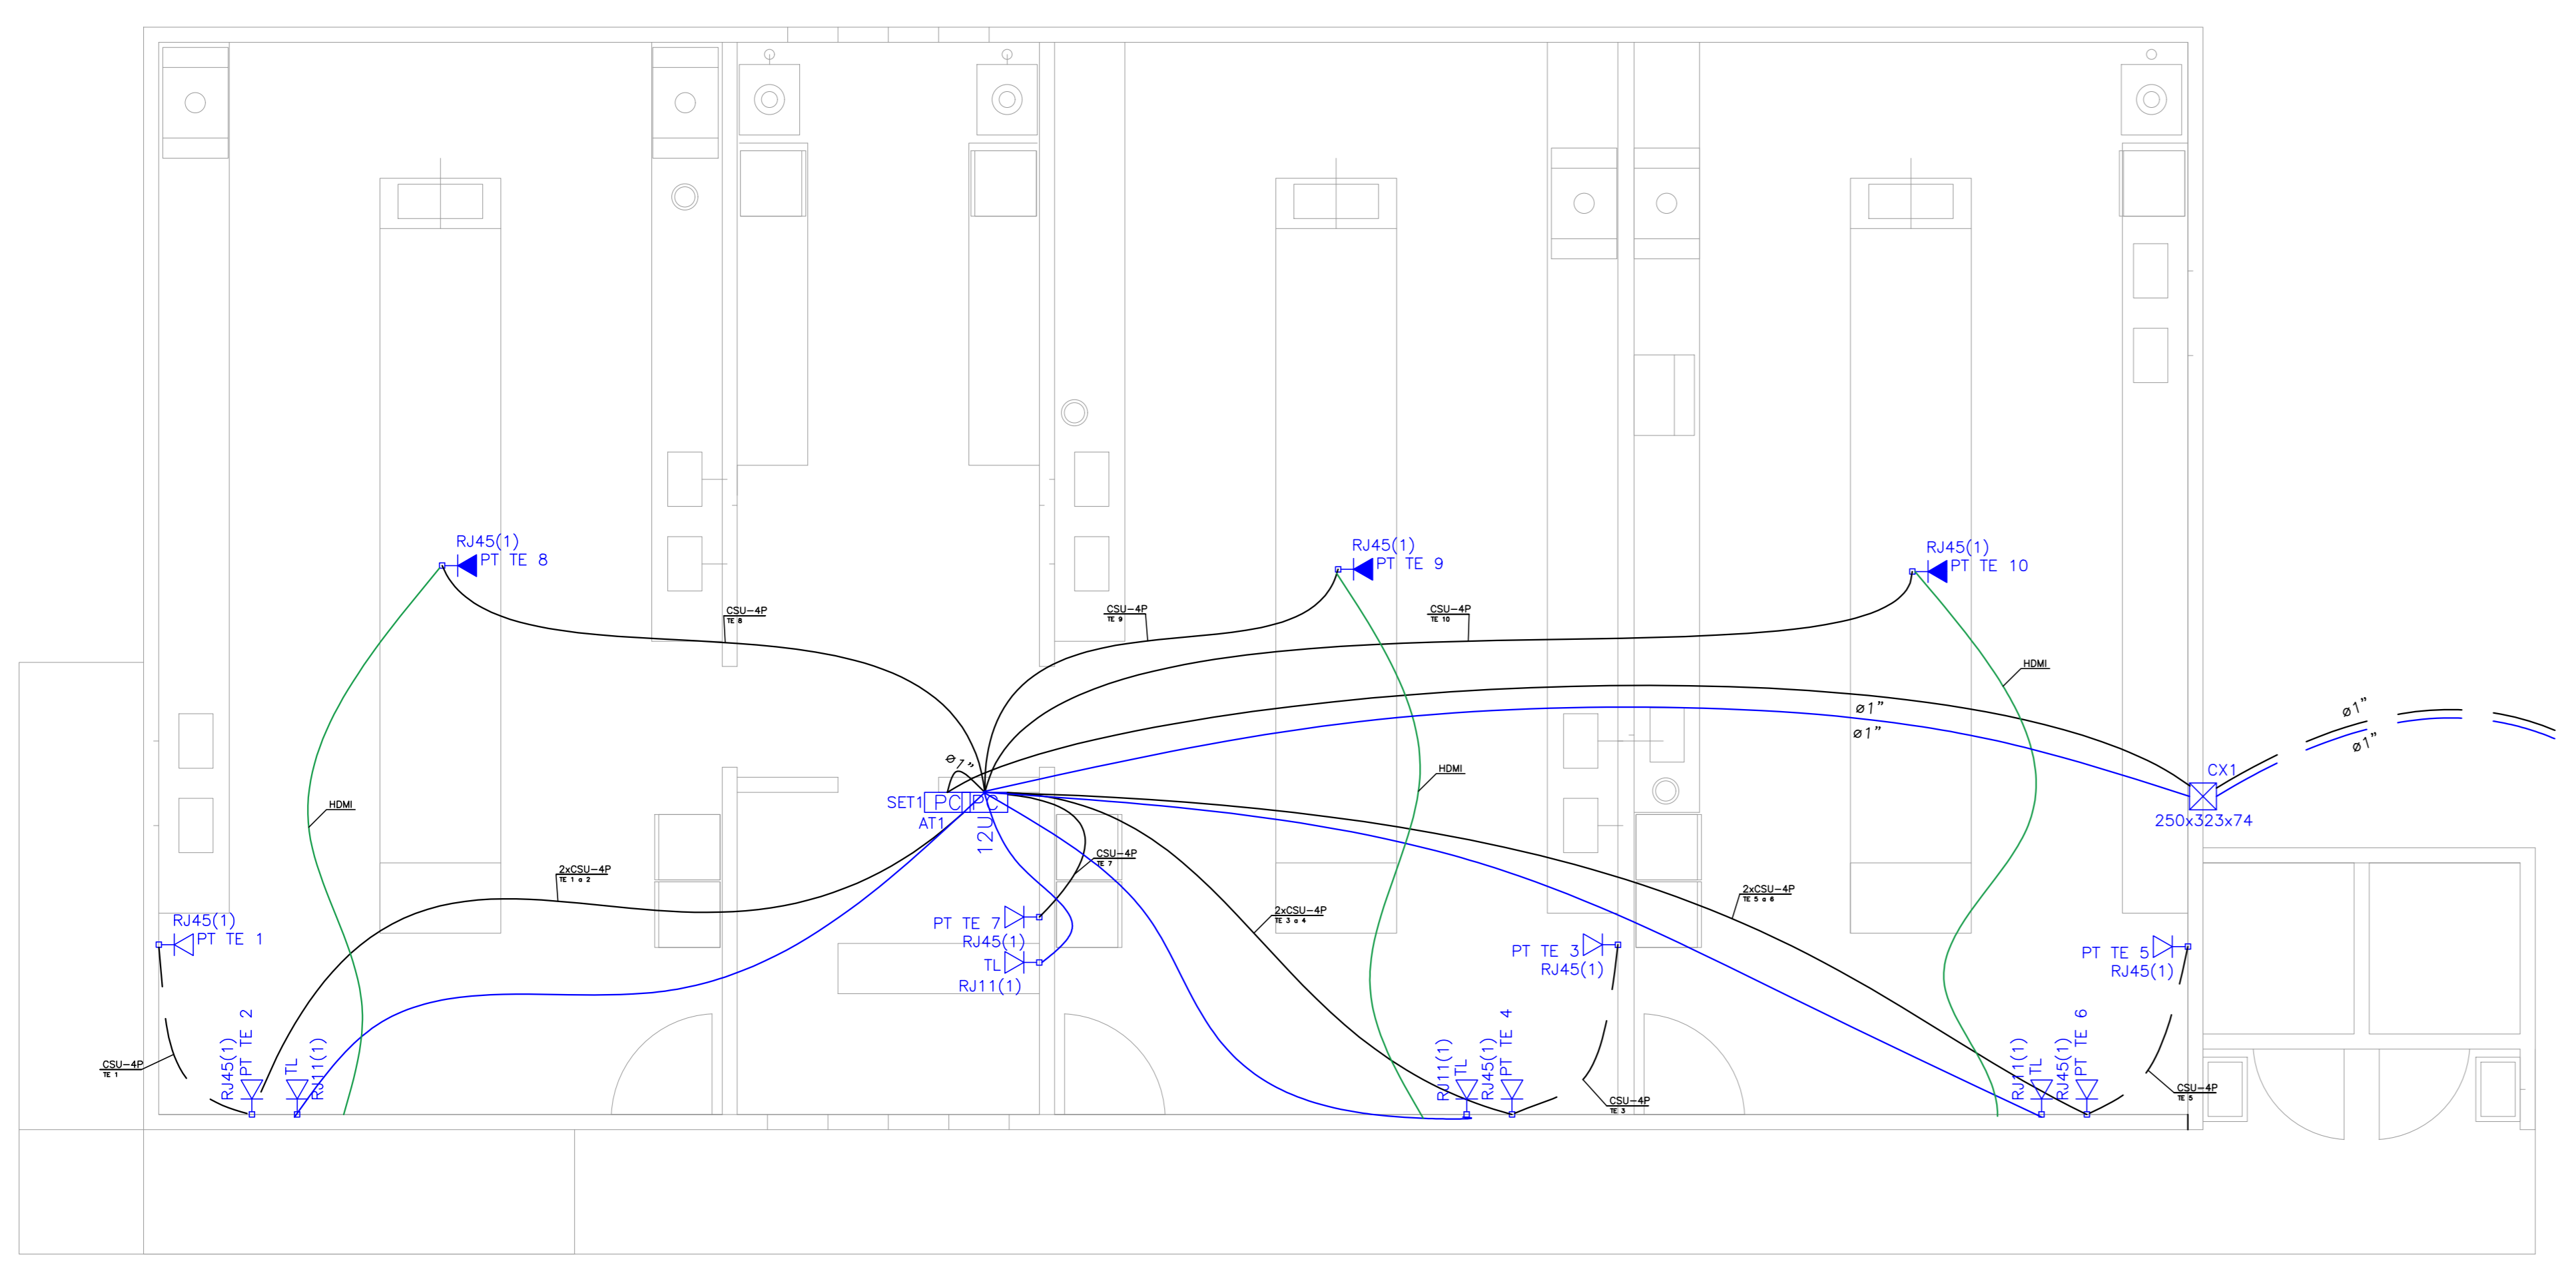 RJ45(1)
PT TE 8
RJ45(1)
PT TE 9
RJ45(1)
PT TE 10
CSU-4P
TE 8
CSU-4P
TE 9
CSU-4P
TE 10
HDMI
ø1"
ø1"
ø1"
ø1"
ø1"
HDMI
HDMI
CX1
250x323x74
SET1
PC
PC
AT1
12U
CSU-4P
TE 7
2xCSU-4P
TE 1 a 2
2xCSU-4P
TE 3 a 4
2xCSU-4P
TE 5 a 6
RJ45(1)
PT TE 1
PT TE 7
RJ45(1)
TL
RJ11(1)
PT TE 3
RJ45(1)
PT TE 5
RJ45(1)
CSU-4P
TE 1
RJ45(1)
PT TE 2
TL
RJ11(1)
RJ11(1)
TL
RJ45(1)
PT TE 4
CSU-4P
TE 3
RJ11(1)
TL
RJ45(1)
PT TE 6
CSU-4P
TE 5